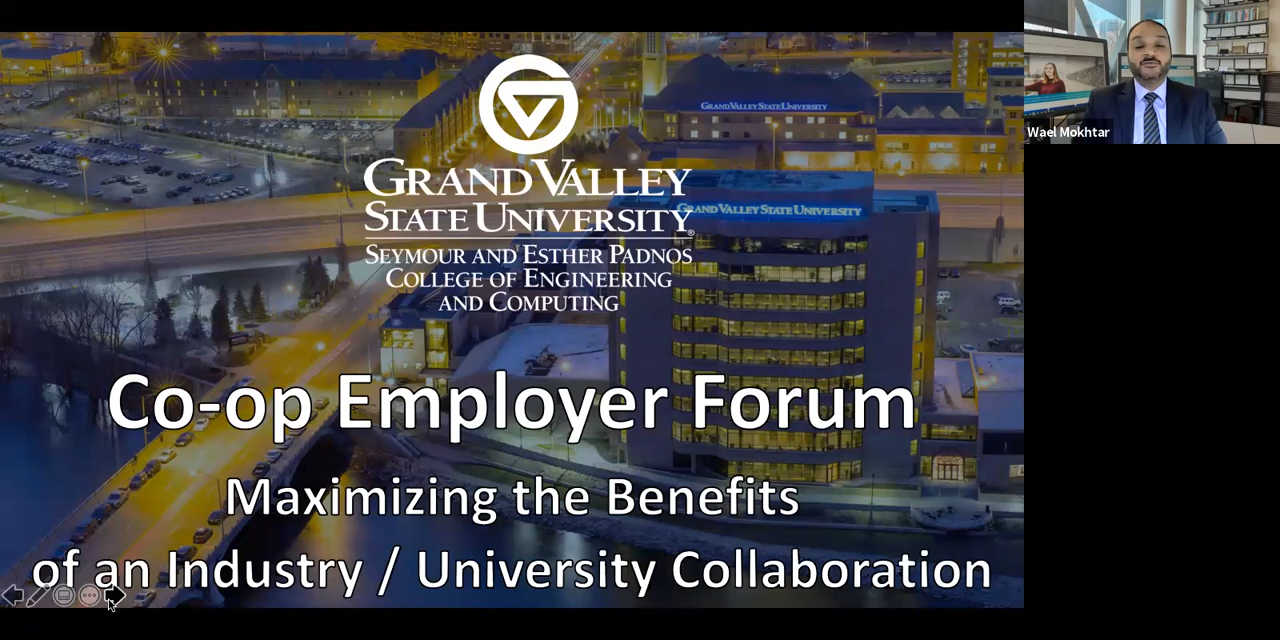 GRAND VALLEY STATE UNIVERSITY
GRAND VALLEY
STATE UNIVERSITY®
GRAND VALLEY STATE UNIVERSITY
SEYMOUR AND ESTHER PADNOS
COLLEGE OF ENGINEERING
AND COMPUTING
Co-op Employer Forum
Maximizing the Benefits
of an Industry / University Collaboration
Wael Mokhtar